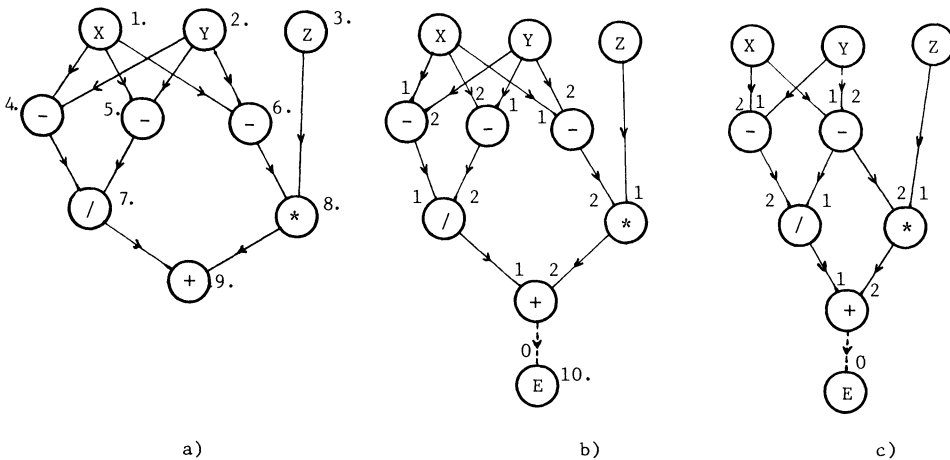 X 1. Y 2. Z 3.
4. - 5. - 6. -
/ 7. * 8.
+ 9.
a)
X Y Z
1 2 2 1 1 2
- - -
1 2 2 1
/ *
1 2
+
0
E 10.
b)
X Y Z
2 1 1 2
- -
2 1 2 1
/ *
1 2
+
0
E
c)